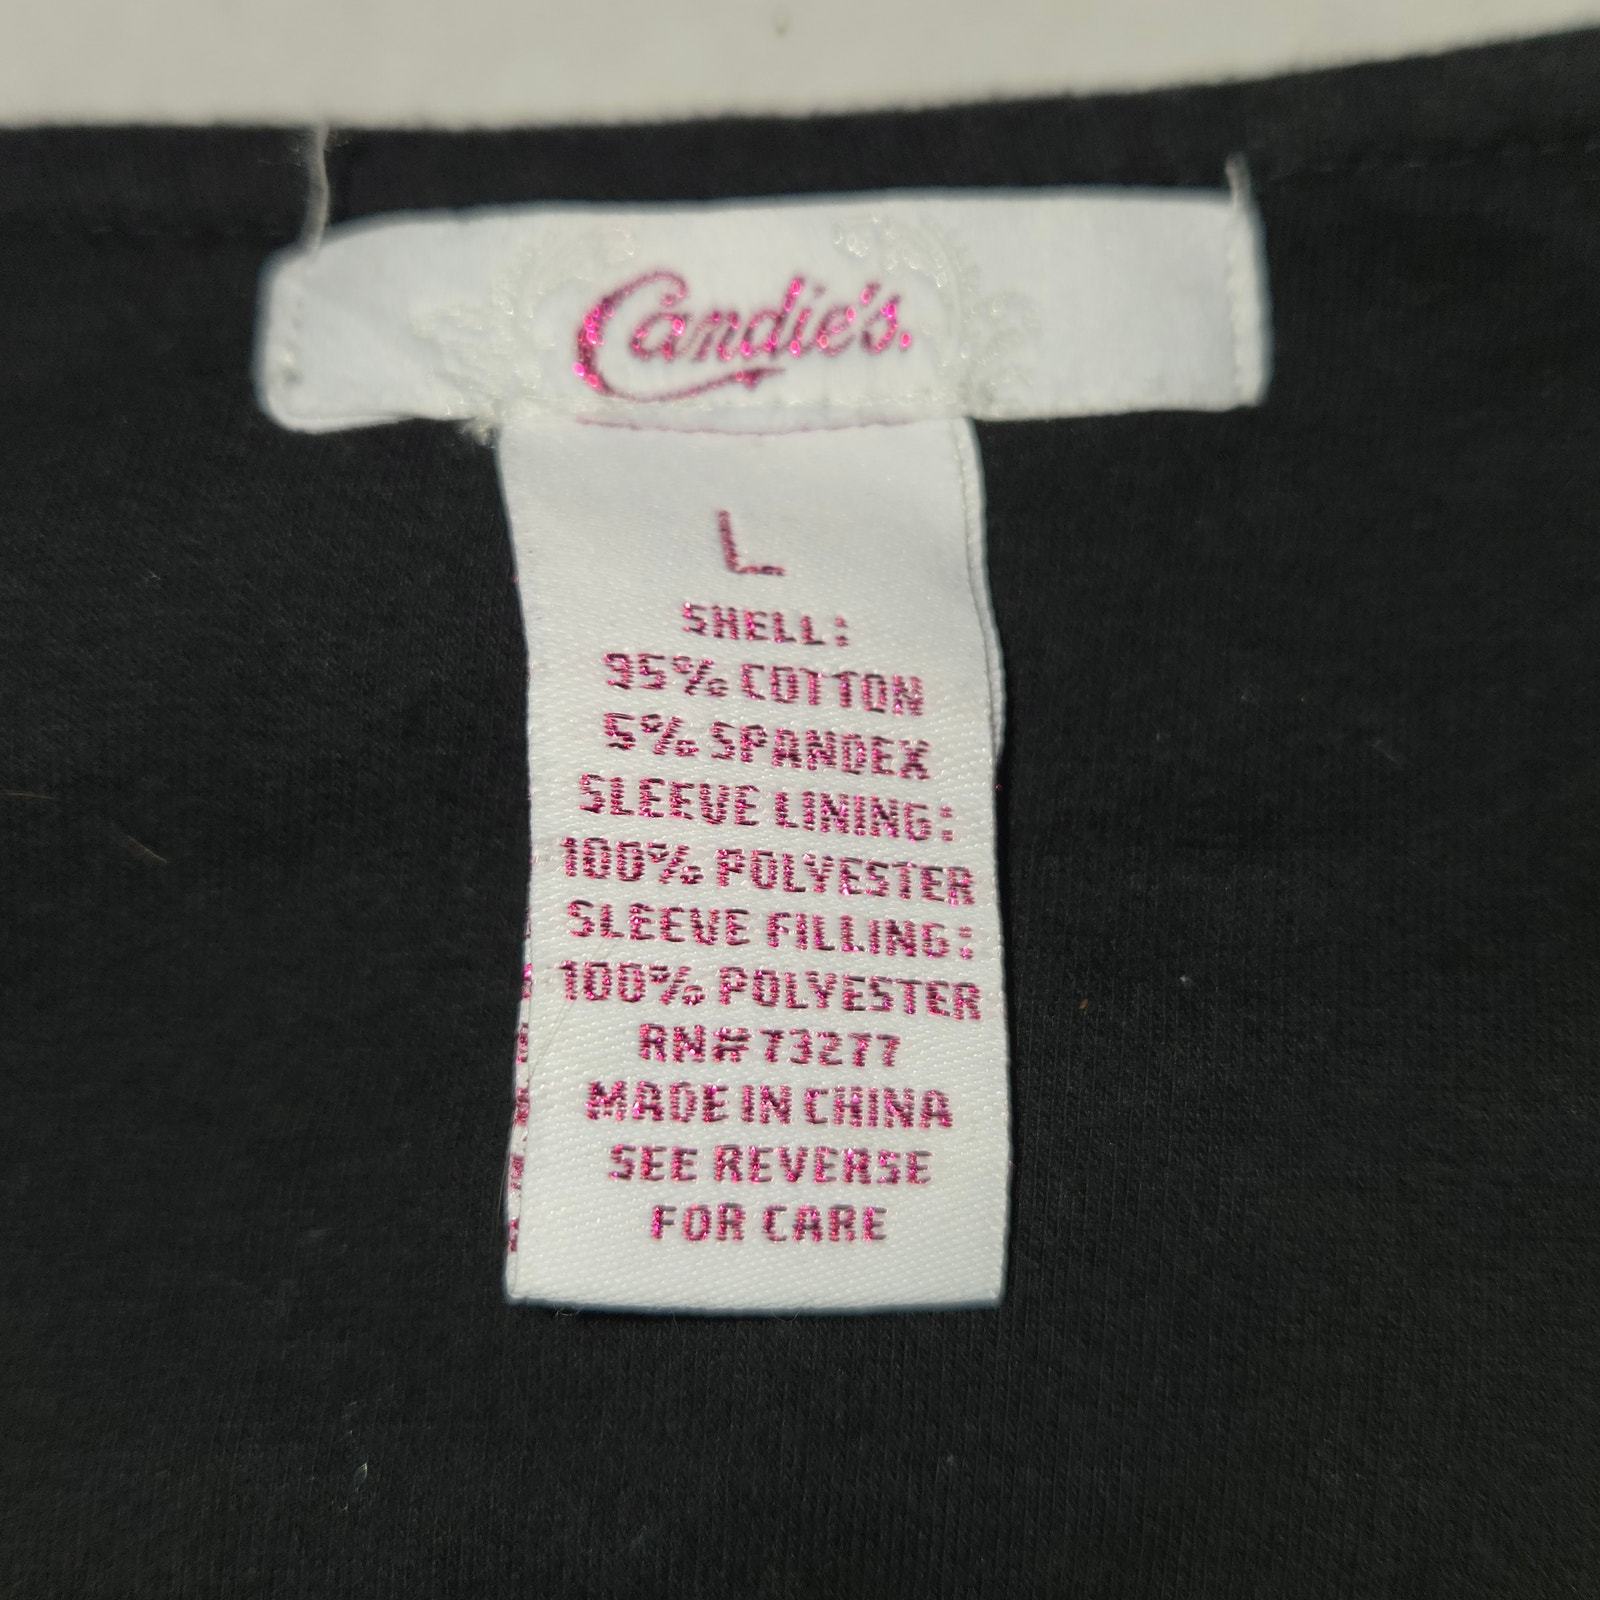 Candie's.
L
SHELL:
95% COTTON
5% SPANDEX
SLEEVE LINING:
100% POLYESTER
SLEEVE FILLING:
100% POLYESTER
RN#73277
MADE IN CHINA
SEE REVERSE
FOR CARE